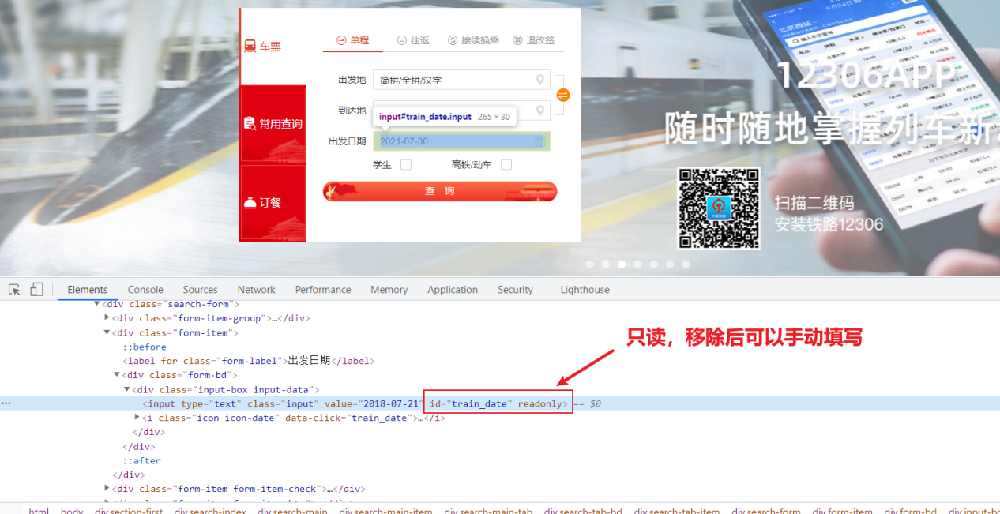 车票
单程
往返
接续换乘
退改签
出发地
简拼/全拼/汉字
到达地
input#train_date.input 265 × 30
出发日期
2021-07-30
学生
高铁/动车
查 询
常用查询
订餐
12306APP
随时随地掌握列车新
扫描二维码
安装铁路12306
Elements Console Sources Network Performance Memory Application Security Lighthouse
▼<div class="search-form">
▶<div class="form-item-group">…</div>
▼<div class="form-item">
::before
<label for class="form-label">出发日期</label>
▼<div class="form-bd">
▼<div class="input-box input-data">
<input type="text" class="input" value="2018-07-21" id="train_date" readonly> == $0
▶<i class="icon icon-date" data-click="train_date">…</i>
</div>
</div>
::after
</div>
▶<div class="form-item form-item-check">…</div>
只读，移除后可以手动填写
html body div.section-first div.search-index div.search-main div.search-main-item div.search-main-tab div.search-tab-hd div.search-tab-item div.search-form div.form-item div.form-bd